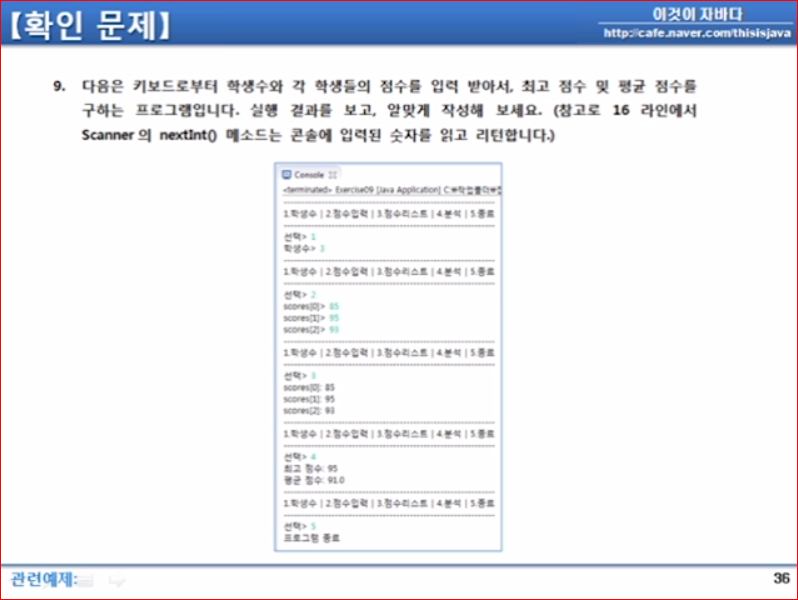 【확인 문제】
이것이 자바다
http://cafe.naver.com/thisisjava
9. 다음은 키보드로부터 학생수와 각 학생들의 점수를 입력 받아서, 최고 점수 및 평균 점수를
구하는 프로그램입니다. 실행 결과를 보고, 알맞게 작성해 보세요. (참고로 16 라인에서
Scanner의 nextInt() 메소드는 콘솔에 입력된 숫자를 읽고 리턴합니다.)
Console
<terminated> Exercise09 [Java Application] C:₩작업폴더₩
1.학생수 | 2.점수입력 | 3.점수리스트 | 4.분석 | 5.종료
선택> 1
학생수> 3
1.학생수 | 2.점수입력 | 3.점수리스트 | 4.분석 | 5.종료
선택> 2
scores[0]> 85
scores[1]> 95
scores[2]> 93
1.학생수 | 2.점수입력 | 3.점수리스트 | 4.분석 | 5.종료
선택> 3
scores[0]: 85
scores[1]: 95
scores[2]: 93
1.학생수 | 2.점수입력 | 3.점수리스트 | 4.분석 | 5.종료
선택> 4
최고 점수: 95
평균 점수: 91.0
1.학생수 | 2.점수입력 | 3.점수리스트 | 4.분석 | 5.종료
선택> 5
프로그램 종료
관련예제:
36